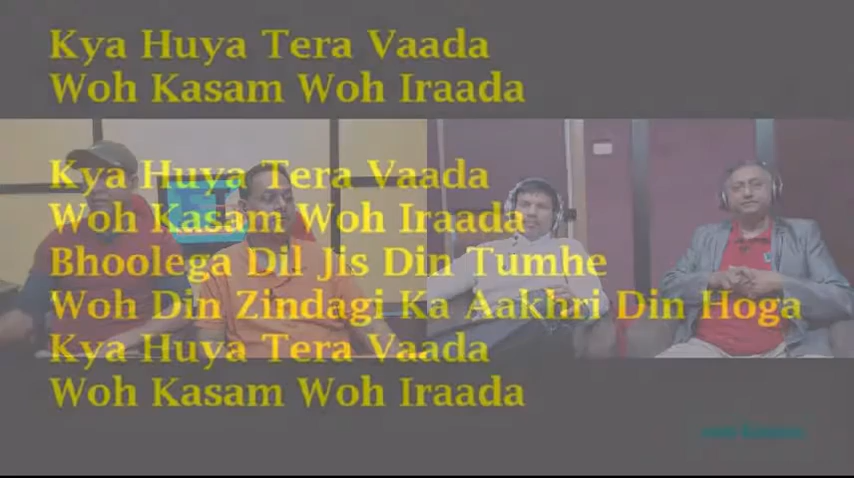 Kya Huya Tera Vaada
Woh Kasam Woh Iraada
Kya Huya Tera Vaada
Woh Kasam Woh Iraada
Bhoolega Dil Jis Din Tumhe
Woh Din Zindagi Ka Aakhri Din Hoga
Kya Huya Tera Vaada
Woh Kasam Woh Iraada